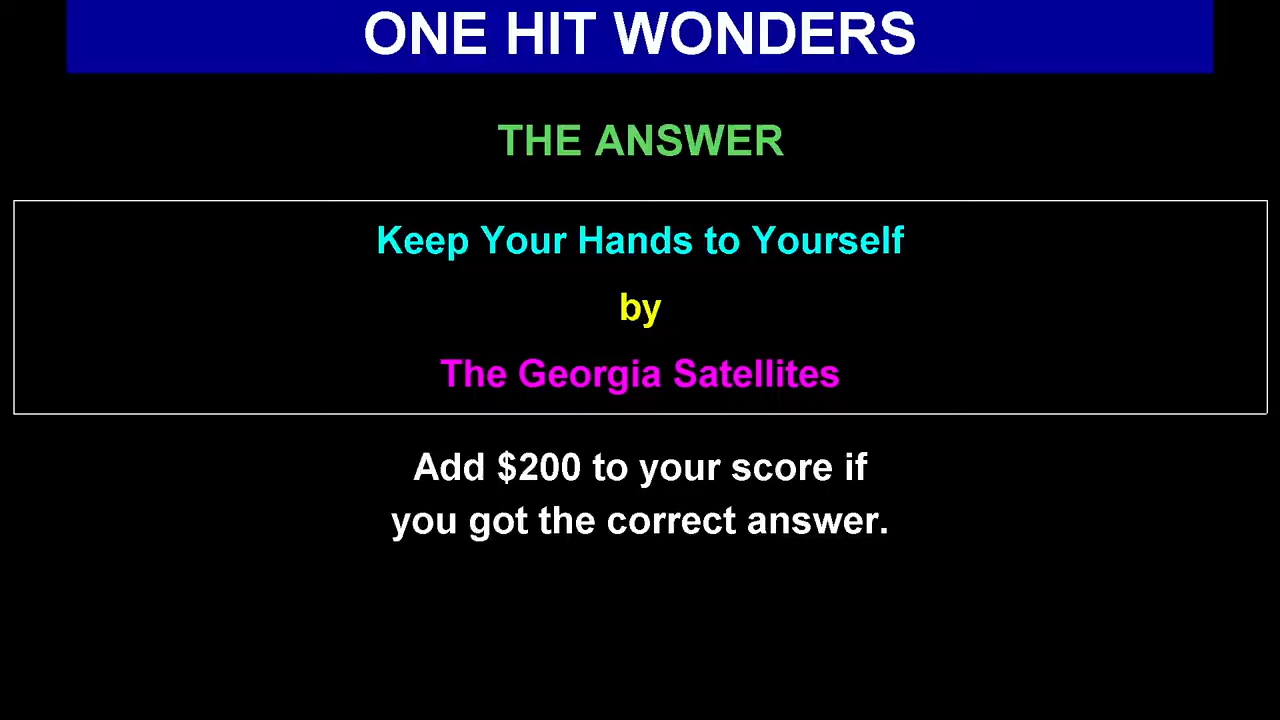 ONE HIT WONDERS
THE ANSWER
Keep Your Hands to Yourself
by
The Georgia Satellites
Add $200 to your score if
you got the correct answer.